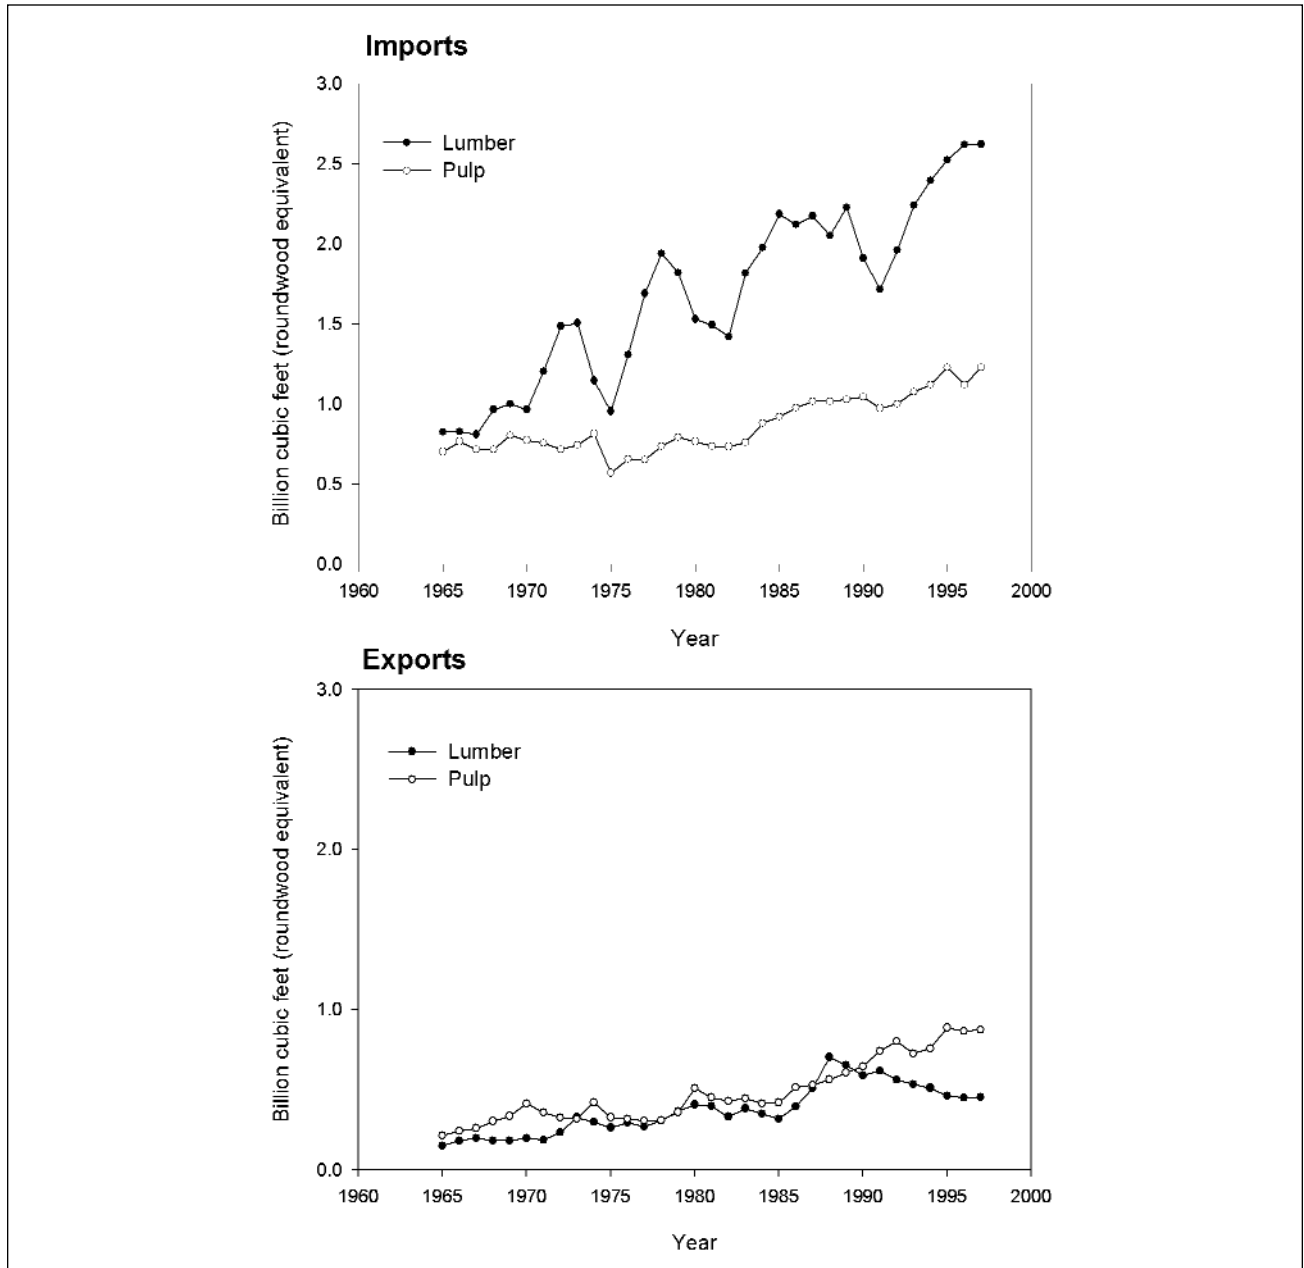 Imports
Billion cubic feet (roundwood equivalent)
3.0
2.5
2.0
1.5
1.0
0.5
0.0
Lumber
Pulp
1960 1965 1970 1975 1980 1985 1990 1995 2000
Year
Exports
Billion cubic feet (roundwood equivalent)
3.0
2.0
1.0
0.0
Lumber
Pulp
1960 1965 1970 1975 1980 1985 1990 1995 2000
Year